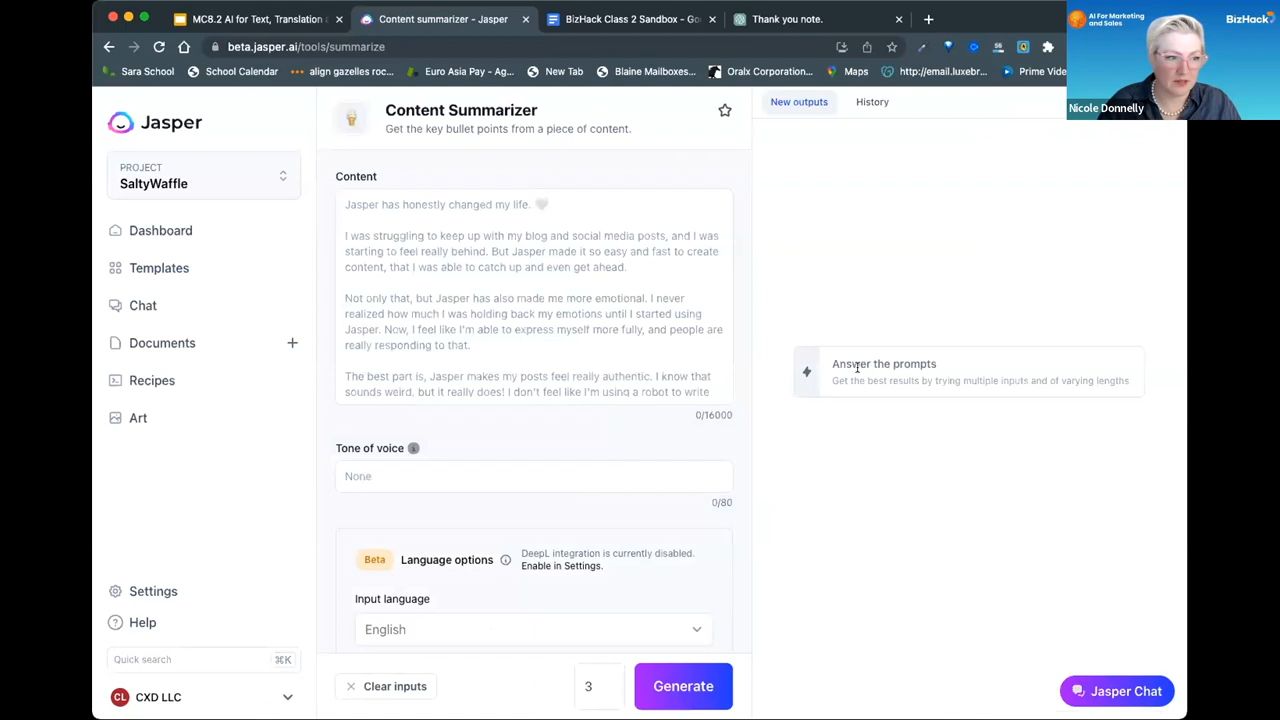 MC8.2 AI for Text, Translation a
Content summarizer - Jasper
BizHack Class 2 Sandbox - Go
Thank you note.
beta.jasper.ai/tools/summarize
Sara School
School Calendar
align gazelles roc...
Euro Asia Pay - Ag...
New Tab
Blaine Mailboxes...
Oralx Corporation...
Maps
http://email.luxebr...
Prime Video
AI For Marketing
and Sales
BizHack
Nicole Donnelly
Jasper
PROJECT
SaltyWaffle
Dashboard
Templates
Chat
Documents
Recipes
Art
Settings
Help
Quick search
⌘K
CL
CXD LLC
Content Summarizer
Get the key bullet points from a piece of content.
Content
Jasper has honestly changed my life. 🤍
I was struggling to keep up with my blog and social media posts, and I was
starting to feel really behind. But Jasper made it so easy and fast to create
content, that I was able to catch up and even get ahead.
Not only that, but Jasper has also made me more emotional. I never
realized how much I was holding back my emotions until I started using
Jasper. Now, I feel like I'm able to express myself more fully, and people are
really responding to that.
The best part is, Jasper makes my posts feel really authentic. I know that
sounds weird, but it really does! I don't feel like I'm using a robot to write
0/16000
Tone of voice
None
0/80
Beta
Language options
DeepL integration is currently disabled.
Enable in Settings.
Input language
English
Clear inputs
3
Generate
New outputs
History
Answer the prompts
Get the best results by trying multiple inputs and of varying lengths
Jasper Chat